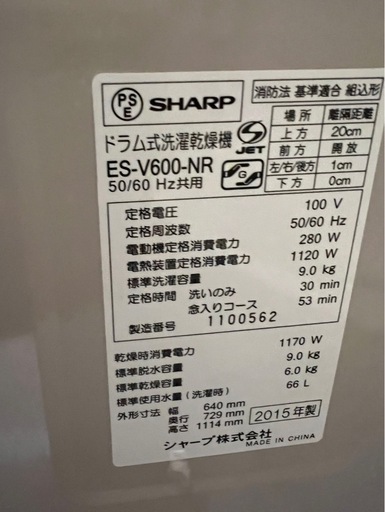 PS E SHARP
消防法 基準適合 組込形
場所 離隔距離
上方 20cm
前方 開放
左/右/後方 1cm
下方 0cm
ドラム式洗濯乾燥機
JET
ES-V600-NR
50/60 Hz共用
S G
定格電圧 100 V
定格周波数 50/60 Hz
電動機定格消費電力 280 W
電熱装置定格消費電力 1120 W
標準洗濯容量 9.0 kg
定格時間 洗いのみ 30 min
念入りコース 53 min
製造番号 1100562
乾燥時消費電力 1170 W
標準脱水容量 9.0 kg
標準乾燥容量 6.0 kg
標準使用水量(洗濯時) 66 L
外形寸法 幅 640 mm
奥行 729 mm
高さ 1114 mm
2015年製
シャープ株式会社 MADE IN CHINA